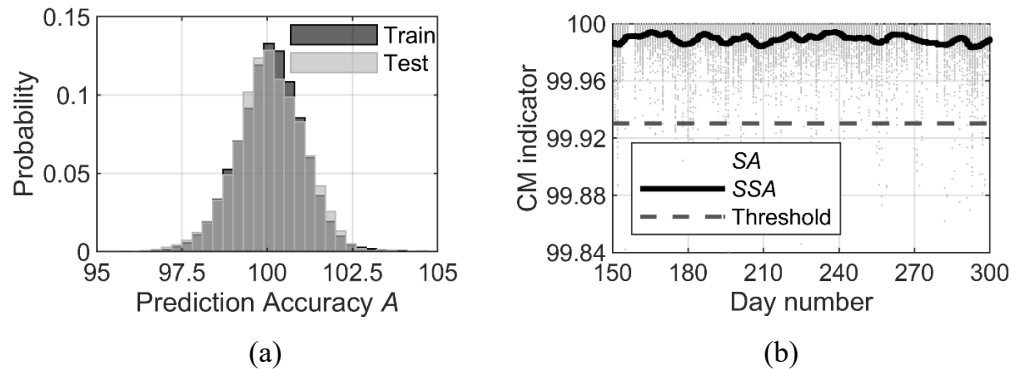 0.15
0.1
0.05
0
Probability
Train
Test
95
97.5
100
102.5
105
Prediction Accuracy A
(a)
100
99.96
99.92
99.88
99.84
CM indicator
SA
SSA
Threshold
150
180
210
240
270
300
Day number
(b)